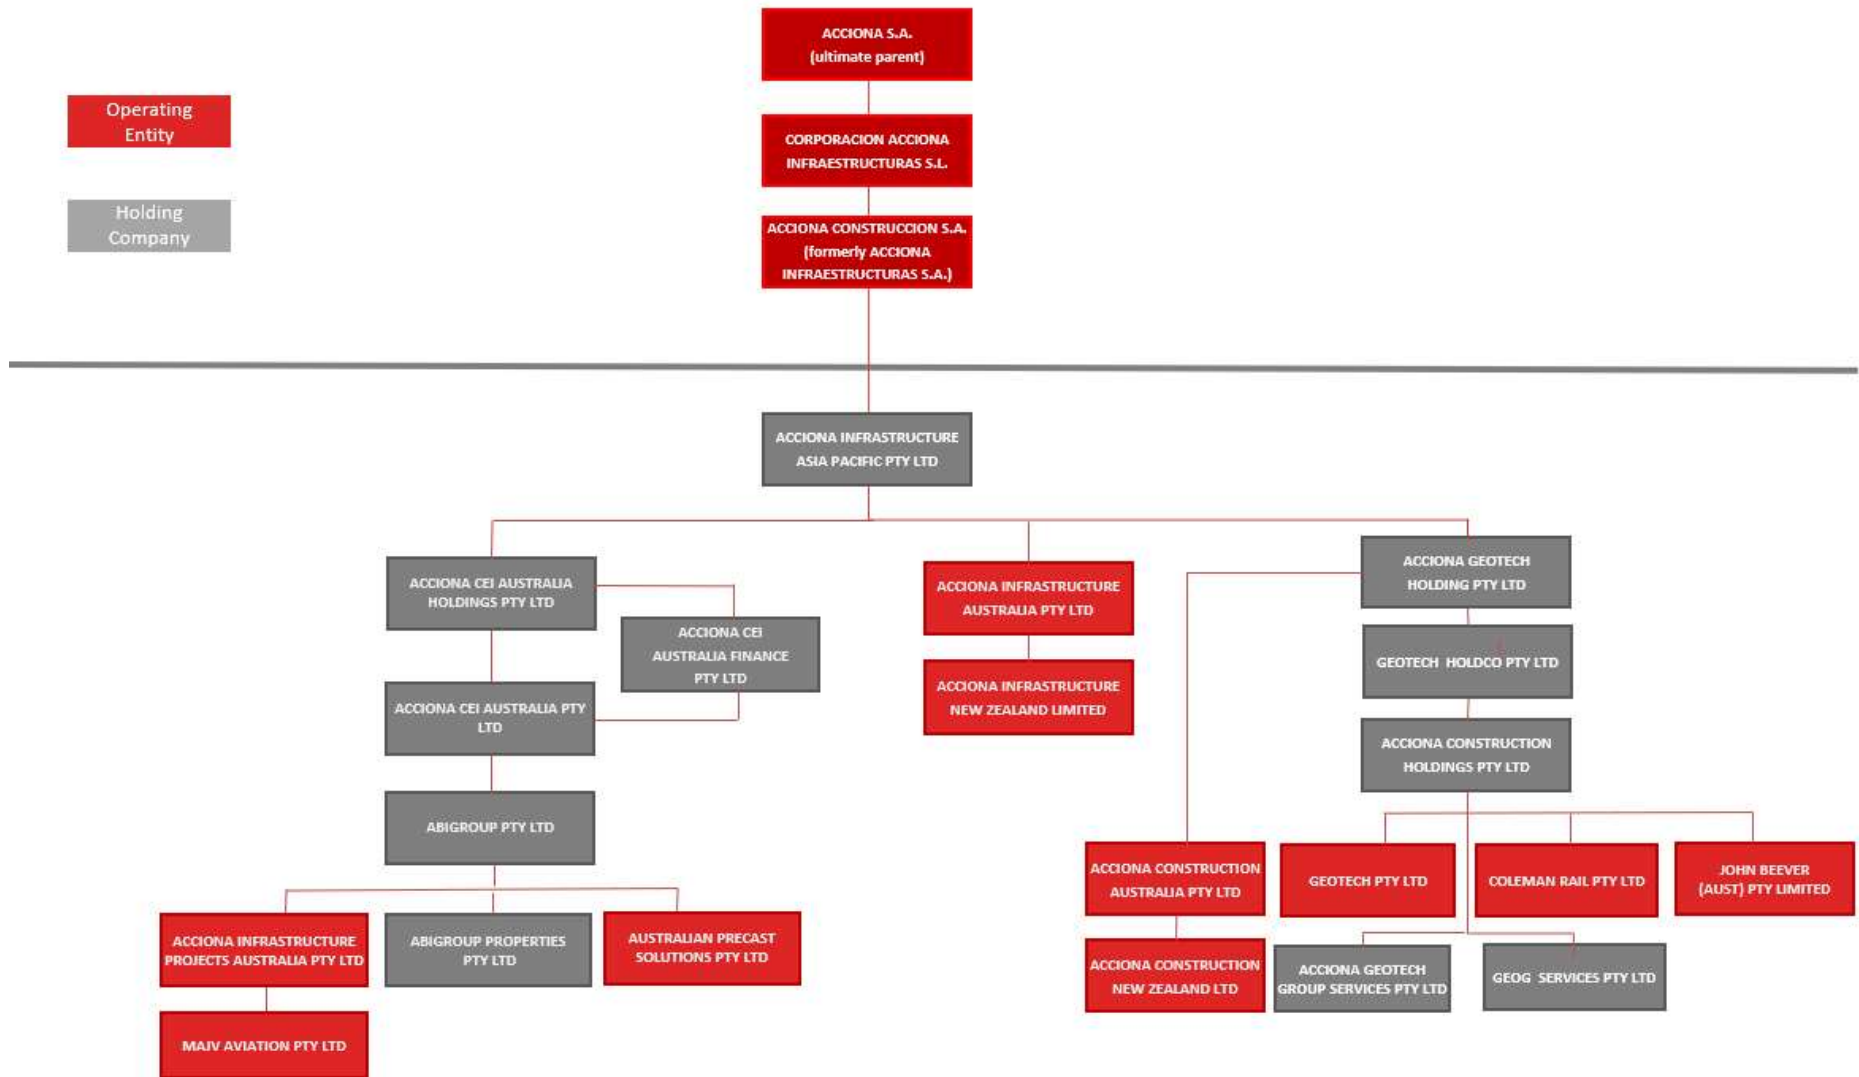 ACCIONA S.A.
(ultimate parent)
Operating
Entity
CORPORACION ACCIONA
INFRAESTRUCTURAS S.L.
Holding
Company
ACCIONA CONSTRUCCION S.A.
(formerly ACCIONA
INFRAESTRUCTURAS S.A.)
ACCIONA INFRASTRUCTURE
ASIA PACIFIC PTY LTD
ACCIONA CEI AUSTRALIA
HOLDINGS PTY LTD
ACCIONA CEI
AUSTRALIA FINANCE
PTY LTD
ACCIONA CEI AUSTRALIA PTY
LTD
ABIGROUP PTY LTD
ACCIONA INFRASTRUCTURE
PROJECTS AUSTRALIA PTY LTD
ABIGROUP PROPERTIES
PTY LTD
AUSTRALIAN PRECAST
SOLUTIONS PTY LTD
MAJV AVIATION PTY LTD
ACCIONA INFRASTRUCTURE
AUSTRALIA PTY LTD
ACCIONA INFRASTRUCTURE
NEW ZEALAND LIMITED
ACCIONA GEOTECH
HOLDING PTY LTD
GEOTECH HOLDCO PTY LTD
ACCIONA CONSTRUCTION
HOLDINGS PTY LTD
ACCIONA CONSTRUCTION
AUSTRALIA PTY LTD
GEOTECH PTY LTD
COLEMAN RAIL PTY LTD
JOHN BEEVER
(AUST) PTY LIMITED
ACCIONA CONSTRUCTION
NEW ZEALAND LTD
ACCIONA GEOTECH
GROUP SERVICES PTY LTD
GEOG SERVICES PTY LTD